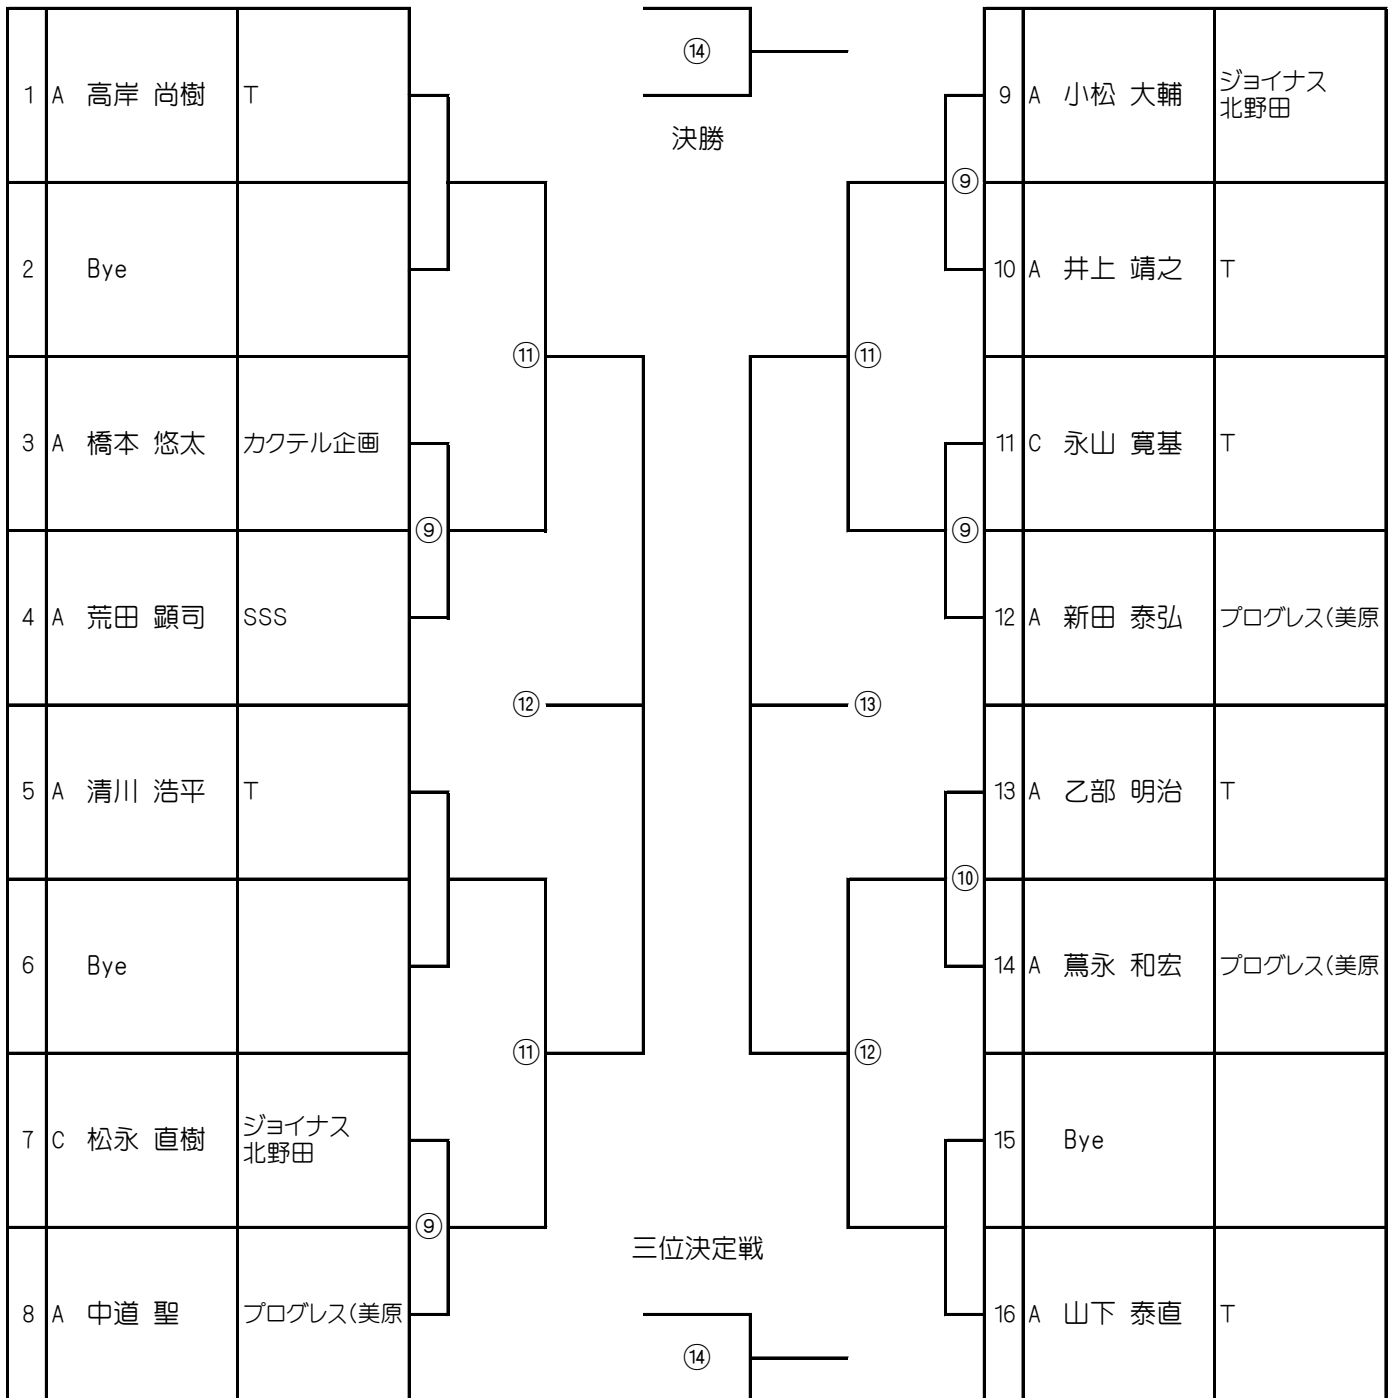 1 A 高岸 尚樹 T
2 Bye
3 A 橋本 悠太 カクテル企画
4 A 荒田 顕司 SSS
5 A 清川 浩平 T
6 Bye
7 C 松永 直樹 ジョイナス
北野田
8 A 中道 聖 プログレス(美原
⑨
⑨
⑪
⑪
⑫
⑭
決勝
三位決定戦
⑭
⑬
⑪
⑫
⑨
⑨
⑩
9 A 小松 大輔 ジョイナス
北野田
10 A 井上 靖之 T
11 C 永山 寛基 T
12 A 新田 泰弘 プログレス(美原
13 A 乙部 明治 T
14 A 蔦永 和宏 プログレス(美原
15 Bye
16 A 山下 泰直 T